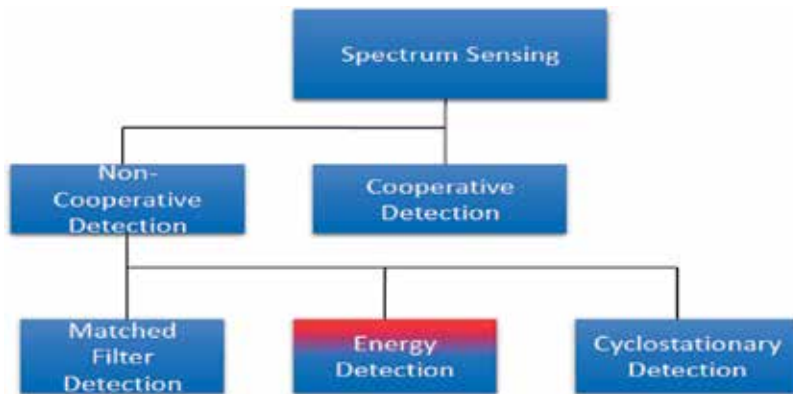 Spectrum Sensing
Non-
Cooperative
Detection
Cooperative
Detection
Matched
Filter
Detection
Energy
Detection
Cyclostationary
Detection